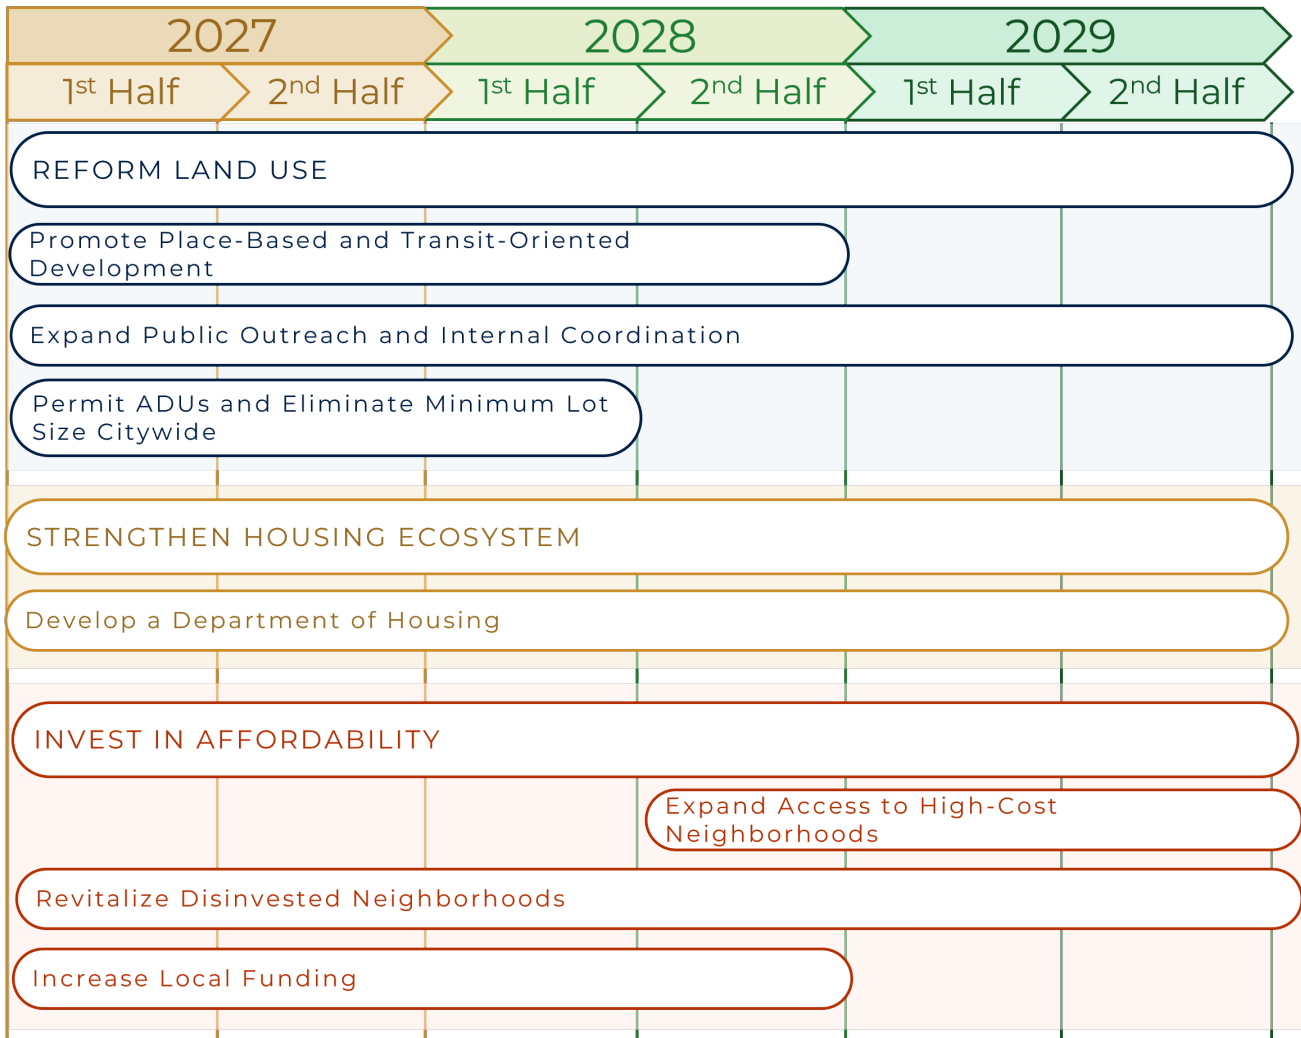 2027 2028 2029
1st Half 2nd Half 1st Half 2nd Half 1st Half 2nd Half
REFORM LAND USE
Promote Place-Based and Transit-Oriented
Development
Expand Public Outreach and Internal Coordination
Permit ADUs and Eliminate Minimum Lot
Size Citywide
STRENGTHEN HOUSING ECOSYSTEM
Develop a Department of Housing
INVEST IN AFFORDABILITY
Expand Access to High-Cost
Neighborhoods
Revitalize Disinvested Neighborhoods
Increase Local Funding